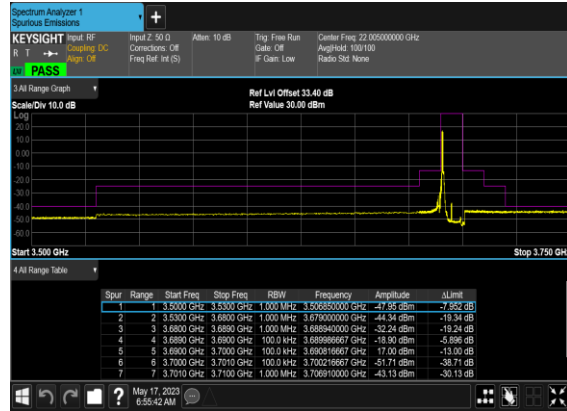 Spectrum Analyzer 1
Spurious Emissions
+
KEYSIGHT Input: RF Input Z: 50 Ω Atten: 10 dB Trig: Free Run Center Freq: 22.005000000 GHz
R T Coupling: DC Corrections: Off Gate: Off Avg|Hold: 100/100
Align: Off Freq Ref: Int (S) IF Gain: Low Radio Std: None
PASS
3 All Range Graph
Ref Lvl Offset 33.40 dB
Scale/Div 10.0 dB Ref Value 30.00 dBm
Log
20.0
10.0
0.00
-10.0
-20.0
-30.0
-40.0
-50.0
-60.0
Start 3.500 GHz Stop 3.750 GH
4 All Range Table
Spur Range Start Freq Stop Freq RBW Frequency Amplitude ΔLimit
1 1 3.5000 GHz 3.5300 GHz 1.000 MHz 3.506850000 GHz -47.95 dBm -7.952 dB
2 2 3.5300 GHz 3.6800 GHz 1.000 MHz 3.679000000 GHz -44.34 dBm -19.34 dB
3 3 3.6800 GHz 3.6890 GHz 1.000 MHz 3.688940000 GHz -32.24 dBm -19.24 dB
4 4 3.6890 GHz 3.6900 GHz 100.0 kHz 3.689986667 GHz -18.90 dBm -5.896 dB
5 5 3.6900 GHz 3.7000 GHz 100.0 kHz 3.690816667 GHz 17.00 dBm -13.00 dB
6 6 3.7000 GHz 3.7010 GHz 100.0 kHz 3.700216667 GHz -51.71 dBm -38.71 dB
7 7 3.7010 GHz 3.7100 GHz 1.000 MHz 3.706910000 GHz -43.13 dBm -30.13 dB
? May 17, 2023
6:55:42 AM